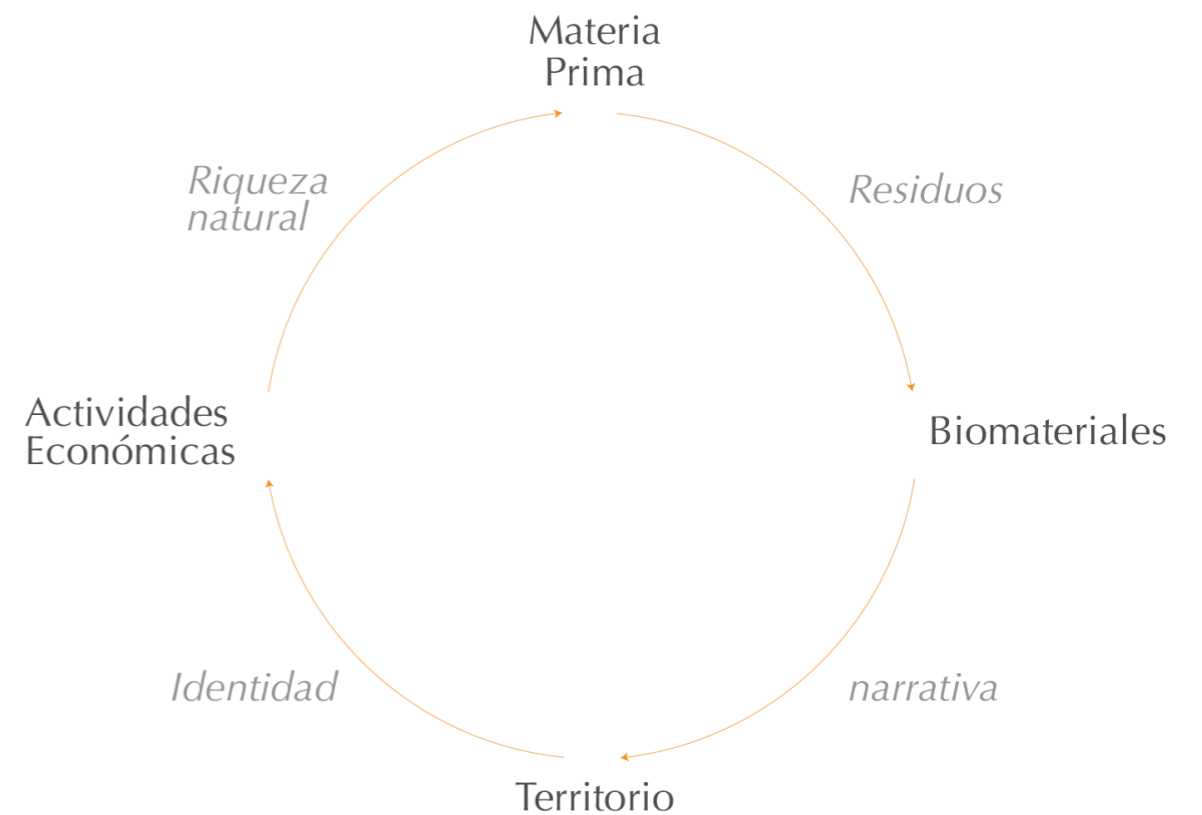 Materia
Prima
Riqueza
natural
Residuos
Actividades
Económicas
Biomateriales
Identidad
narrativa
Territorio